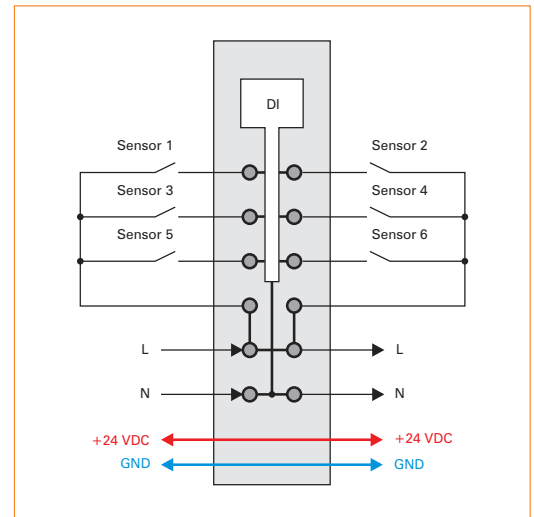 DI
Sensor 1
Sensor 2
Sensor 3
Sensor 4
Sensor 5
Sensor 6
L
L
N
N
+24 VDC
+24 VDC
GND
GND